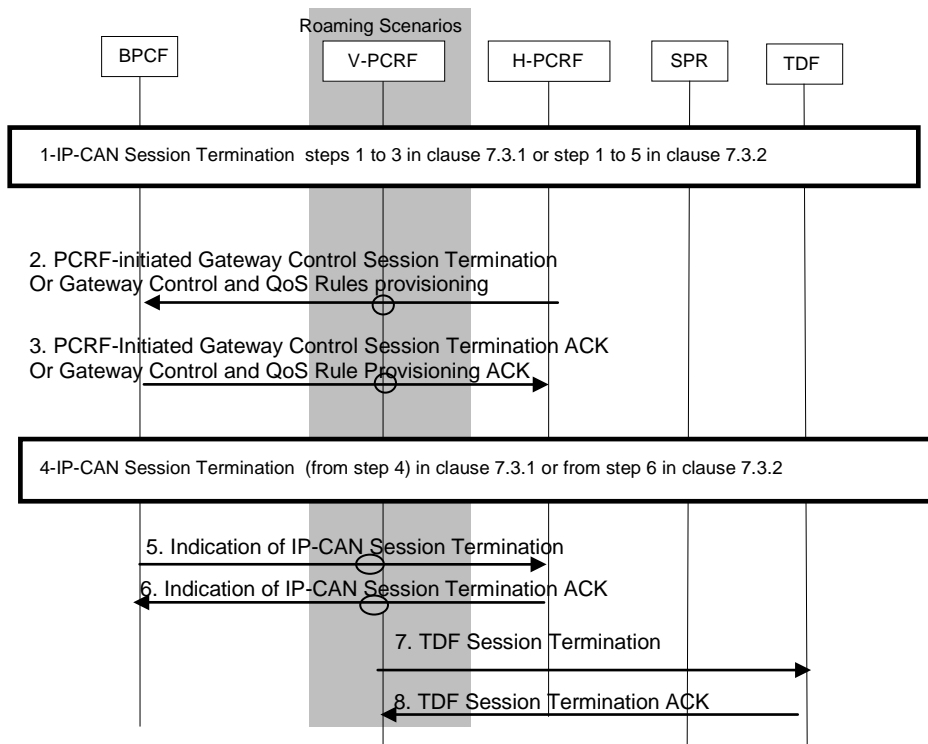 Roaming Scenarios
BPCF
V-PCRF
H-PCRF
SPR
TDF
1-IP-CAN Session Termination steps 1 to 3 in clause 7.3.1 or step 1 to 5 in clause 7.3.2
2. PCRF-initiated Gateway Control Session Termination
Or Gateway Control and QoS Rules provisioning
3. PCRF-Initiated Gateway Control Session Termination ACK
Or Gateway Control and QoS Rule Provisioning ACK
4-IP-CAN Session Termination (from step 4) in clause 7.3.1 or from step 6 in clause 7.3.2
5. Indication of IP-CAN Session Termination
6. Indication of IP-CAN Session Termination ACK
7. TDF Session Termination
8. TDF Session Termination ACK